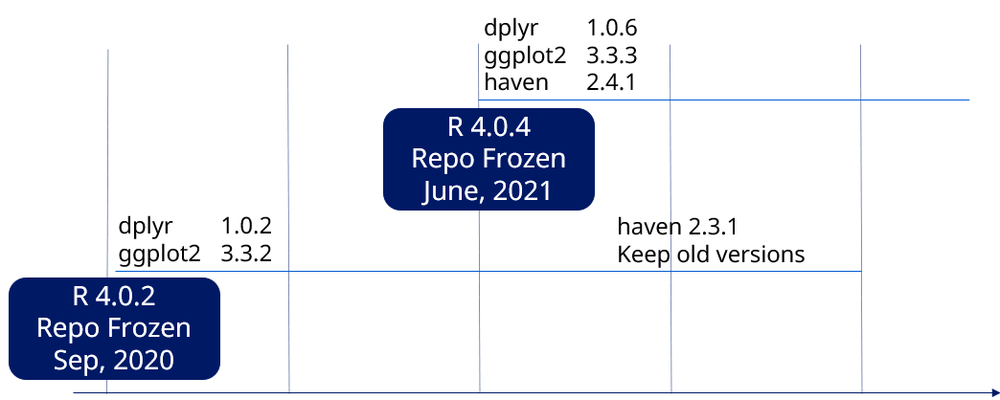 dplyr 1.0.6
ggplot2 3.3.3
haven 2.4.1
R 4.0.4
Repo Frozen
June, 2021
dplyr 1.0.2
ggplot2 3.3.2
haven 2.3.1
Keep old versions
R 4.0.2
Repo Frozen
Sep, 2020